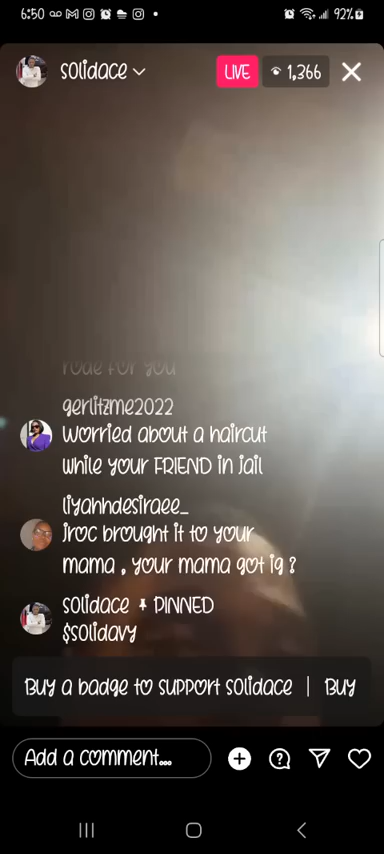 6:50
92%
solidace
LIVE
1,366
rode for you
gerlitzme2022
Worried about a haircut
while your FRIEND in jail
liyahhdesiraee_
jroc brought it to your
mama , your mama got ig ?
solidace PINNED
$solidavy
Buy a badge to support solidace | Buy
Add a comment...